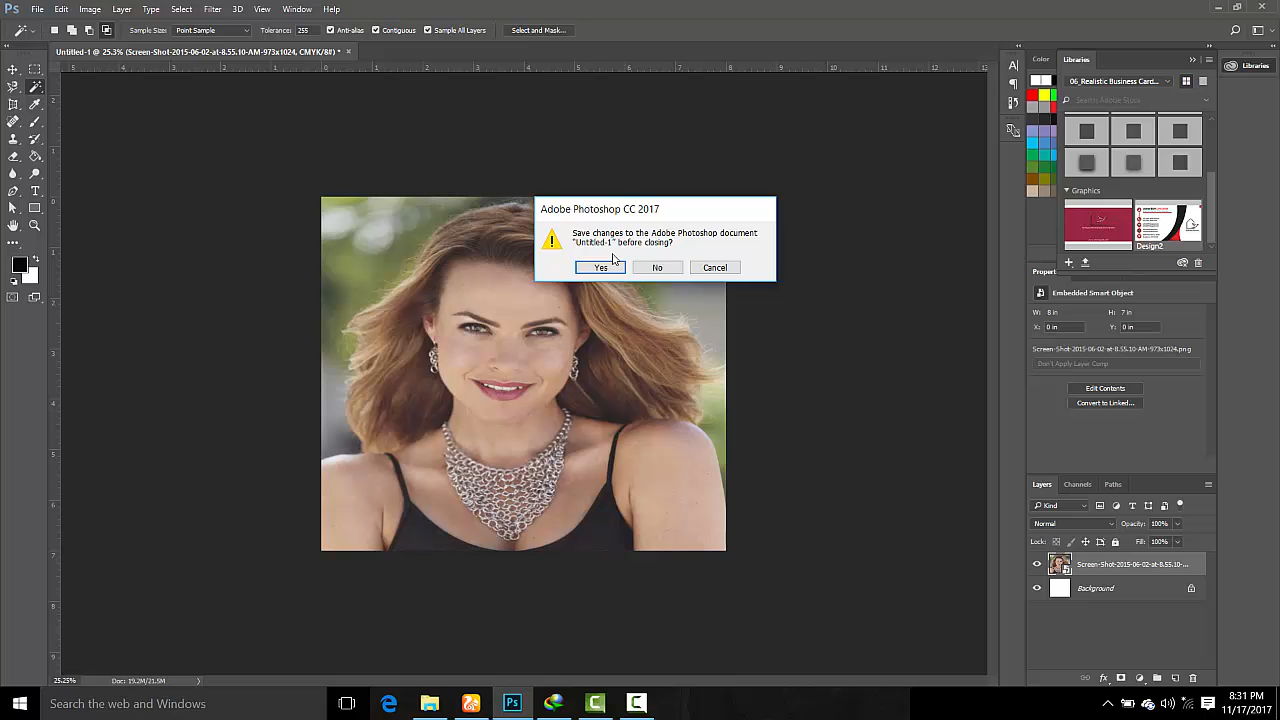 Ps File Edit Image Layer Type Select Filter 3D View Window Help
Sample Size: Point Sample Tolerance: 255 Anti-alias Contiguous Sample All Layers Select and Mask...
Untitled-1 @ 25.3% (Screen-Shot-2015-06-02-at-8.55.10-AM-973x1024, CMYK/8#) *
Color Libraries
Libraries
06_Realistic Business Card...
Search Adobe Stock
Graphics
Design2
Adobe Photoshop CC 2017
Save changes to the Adobe Photoshop document
"Untitled-1" before closing?
Yes No Cancel
Propert
Embedded Smart Object
W: 8 in H: 7 in
X: 0 in Y: 0 in
Screen-Shot-2015-06-02-at-8.55.10-AM-973x1024.png
Don't Apply Layer Comp
Edit Contents
Convert to Linked...
Layers Channels Paths
Kind
Normal Opacity: 100%
Lock: Fill: 100%
Screen-Shot-2015-06-02-at-8.55.10-...
Background
25.25% Doc: 19.2M/21.5M
Search the Web and Windows
Ps
8:31 PM
11/17/2017